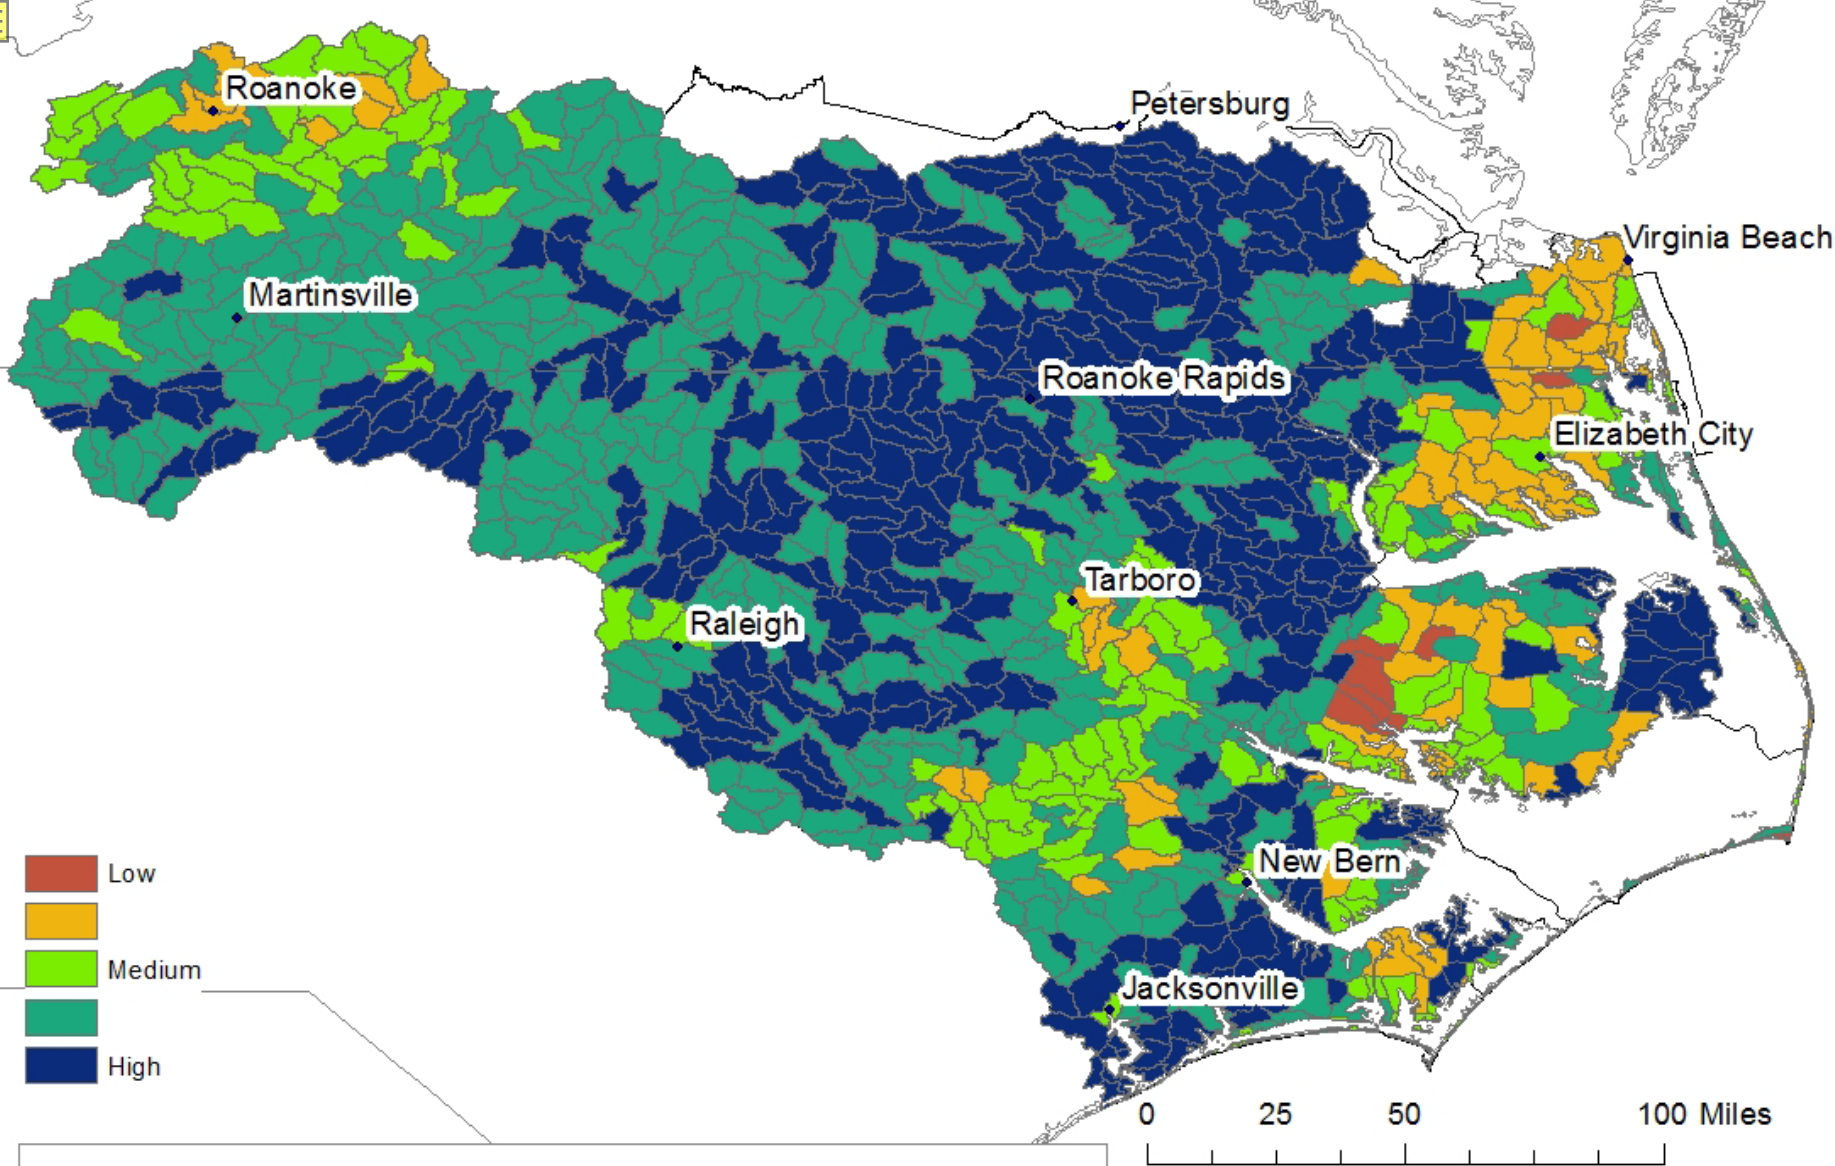 Roanoke
Petersburg
Virginia Beach
Martinsville
Roanoke Rapids
Elizabeth City
Tarboro
Raleigh
New Bern
Jacksonville
Low
Medium
High
0 25 50 100 Miles